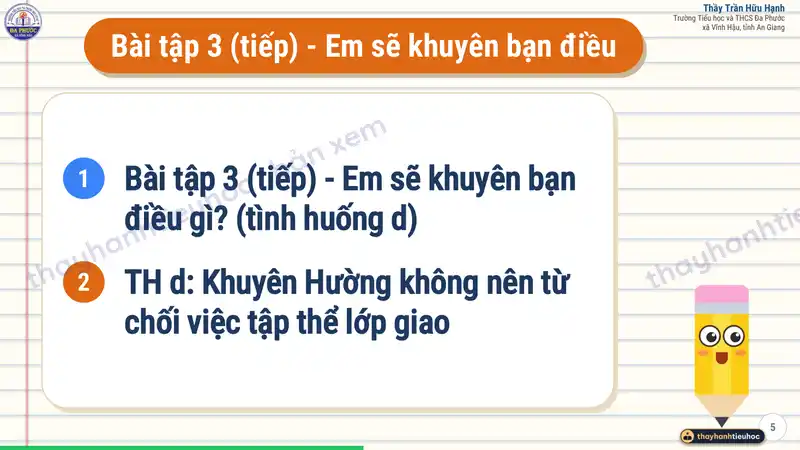 Thầy Trần Hữu Hạnh
Trường Tiểu học và THCS Đa Phước
xã Vĩnh Hậu, tỉnh An Giang
ĐA PHƯỚC
Bài tập 3 (tiếp) - Em sẽ khuyên bạn điều
1
Bài tập 3 (tiếp) - Em sẽ khuyên bạn
điều gì? (tình huống d)
2
TH d: Khuyên Hường không nên từ
chối việc tập thể lớp giao
5
thayhanhtieuhoc